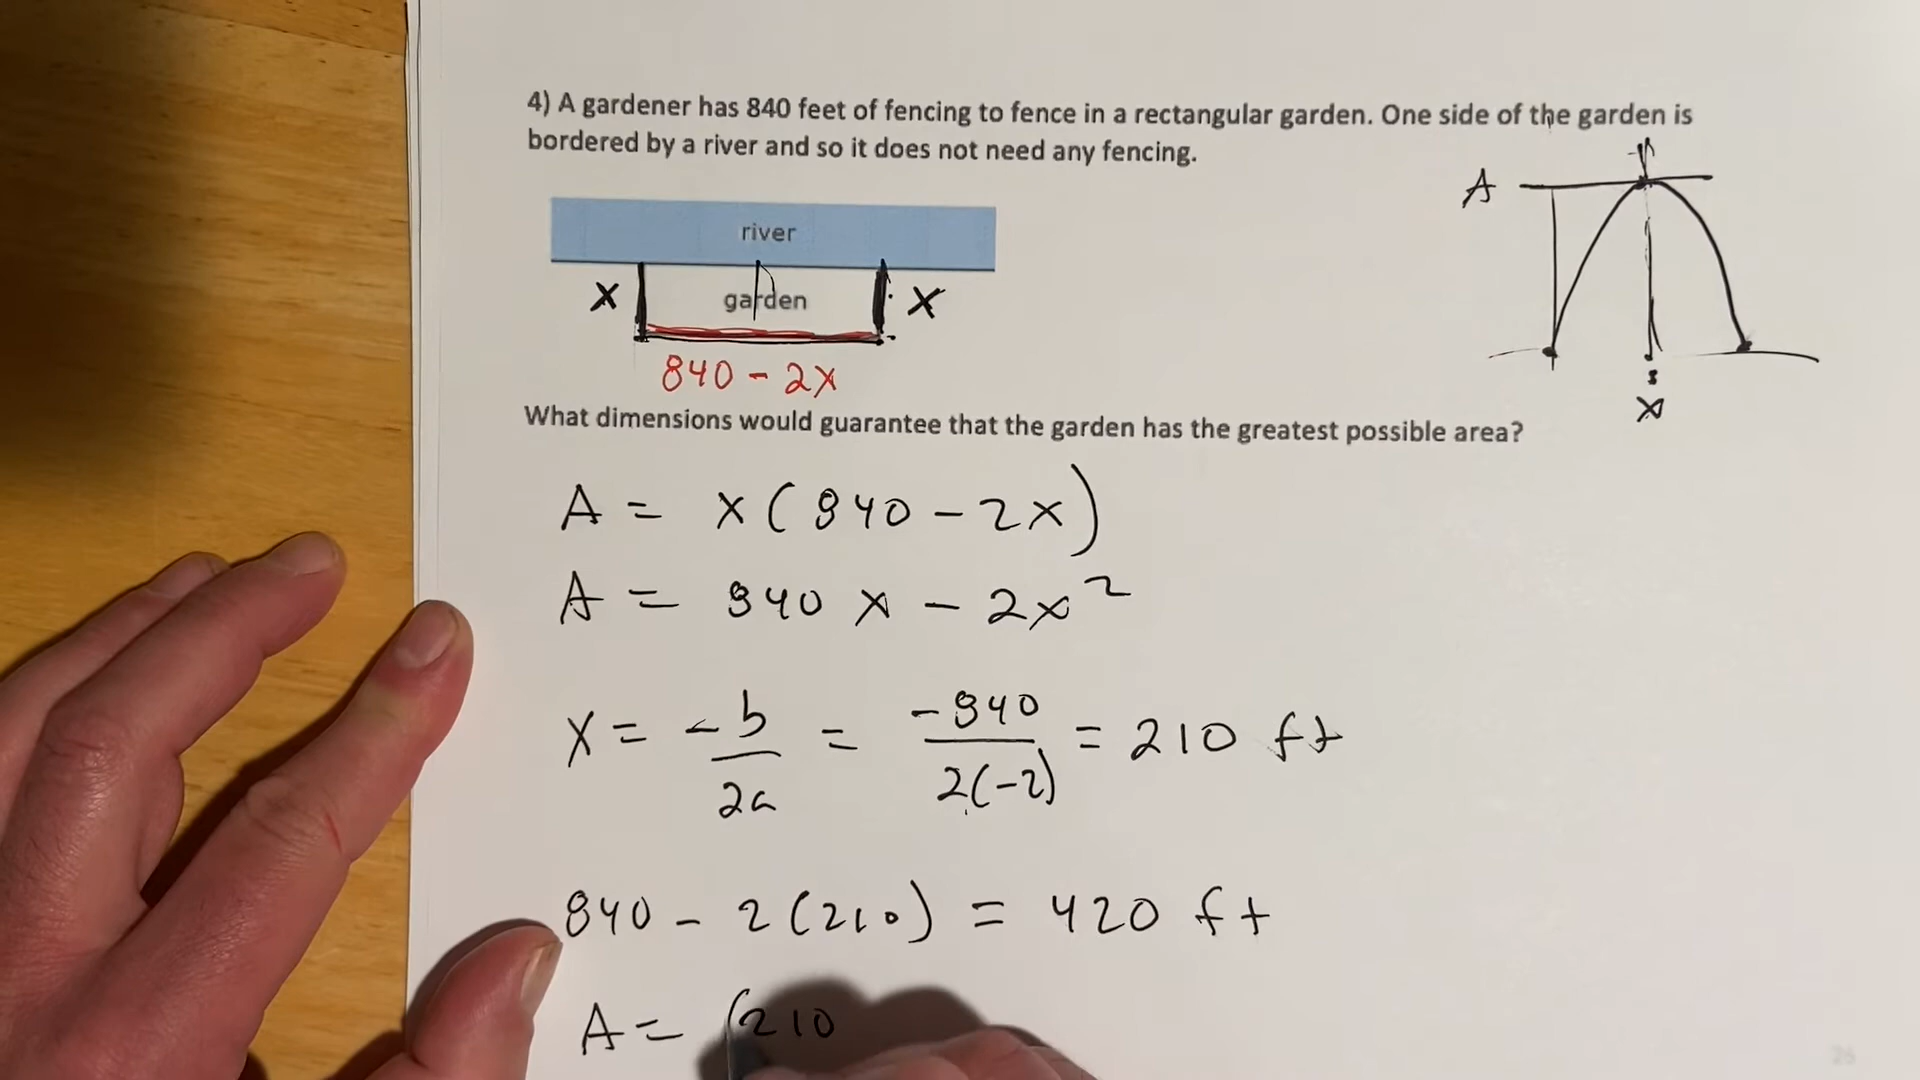 4) A gardener has 840 feet of fencing to fence in a rectangular garden. One side of the garden is
bordered by a river and so it does not need any fencing.
A
river
X garden X
840 - 2x
X
What dimensions would guarantee that the garden has the greatest possible area?
A = x(840 - 2x)
A = 840x - 2x²
X = -b/2a = -840/2(-2) = 210 ft
840 - 2(210) = 420 ft
A = (210
26